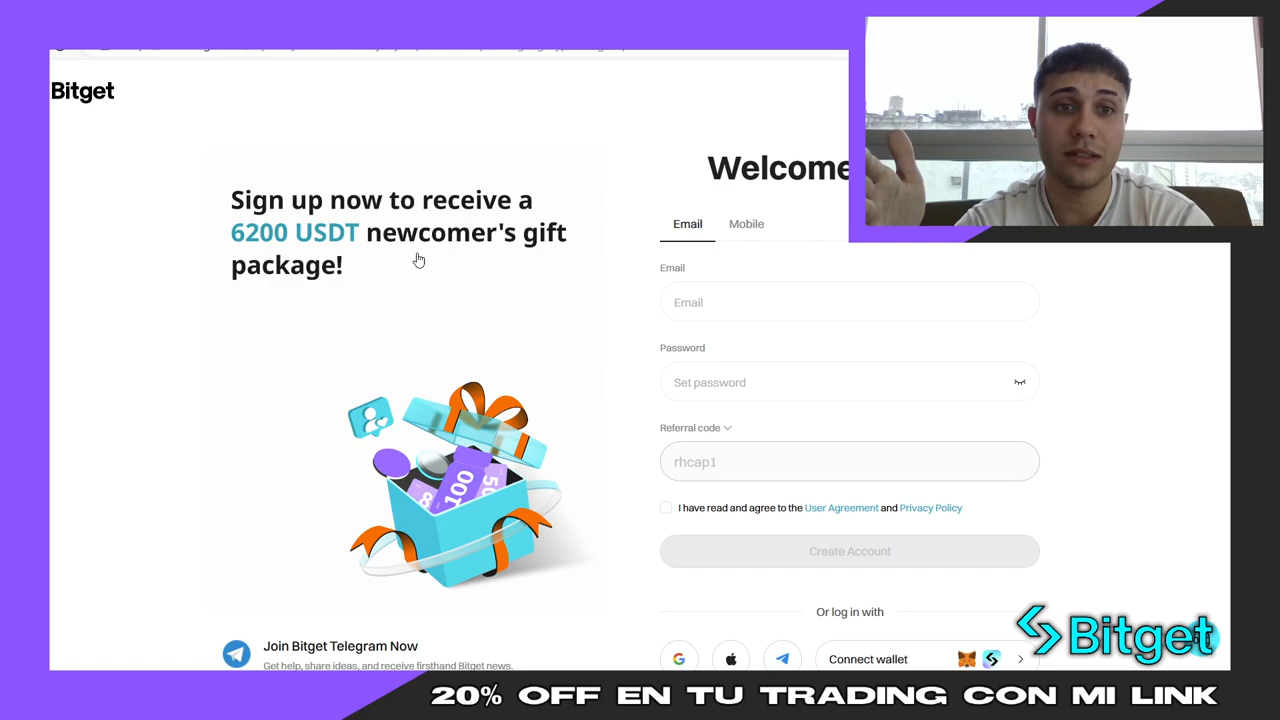 Bitget
Sign up now to receive a
6200 USDT newcomer's gift
package!
Welcome
Email Mobile
Email
Email
Password
Set password
Referral code
rhcap1
I have read and agree to the User Agreement and Privacy Policy
Create Account
Or log in with
Connect wallet
100
50
8
Join Bitget Telegram Now
Get help, share ideas, and receive firsthand Bitget news.
Bitget
20% OFF EN TU TRADING CON MI LINK